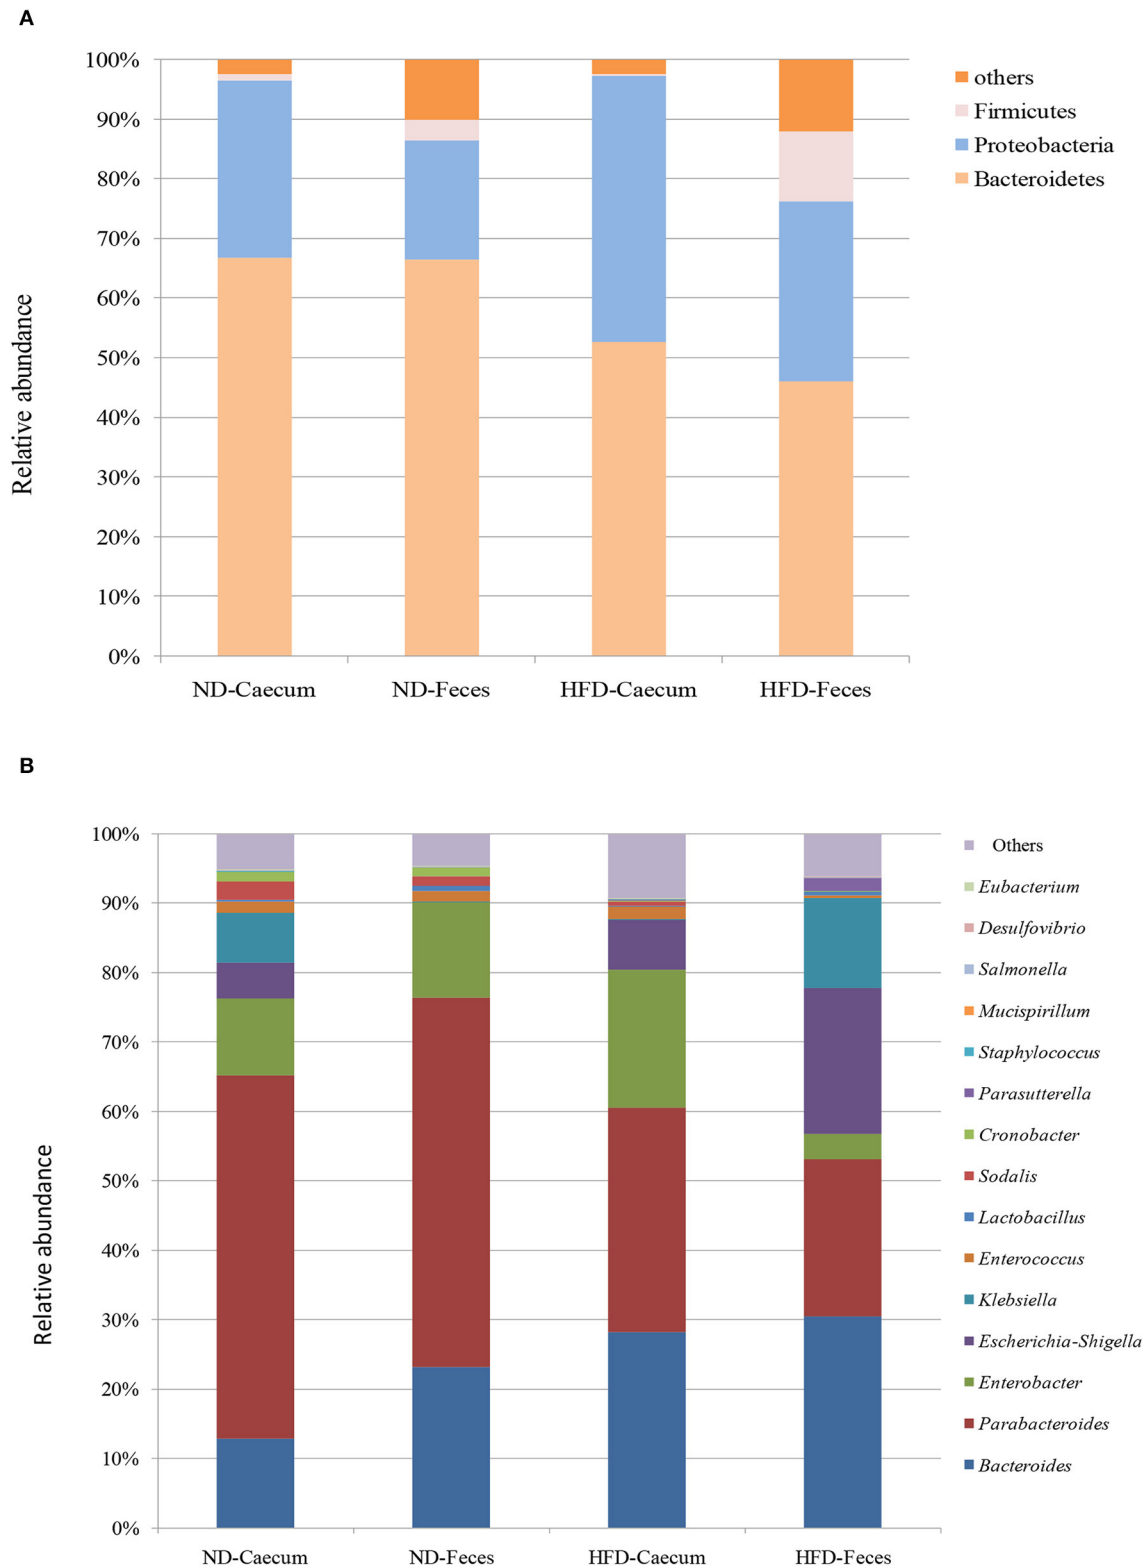 A
100%
90%
80%
70%
60%
50%
40%
30%
20%
10%
0%
Relative abundance
ND-Caecum
ND-Feces
HFD-Caecum
HFD-Feces
others
Firmicutes
Proteobacteria
Bacteroidetes
B
100%
90%
80%
70%
60%
50%
40%
30%
20%
10%
0%
Relative abundance
ND-Caecum
ND-Feces
HFD-Caecum
HFD-Feces
Others
Eubacterium
Desulfovibrio
Salmonella
Mucispirillum
Staphylococcus
Parasutterella
Cronobacter
Sodalis
Lactobacillus
Enterococcus
Klebsiella
Escherichia-Shigella
Enterobacter
Parabacteroides
Bacteroides